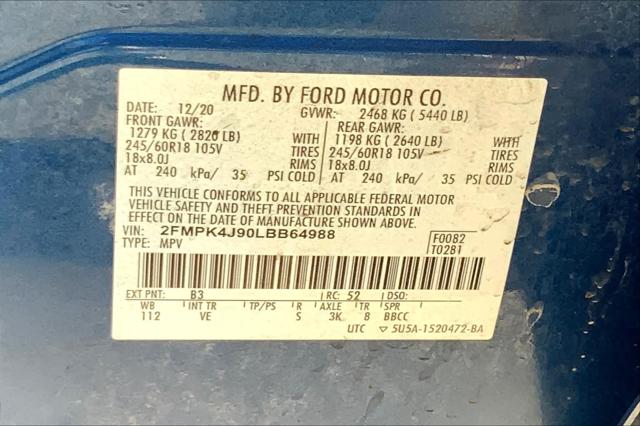 MFD. BY FORD MOTOR CO.
DATE: 12/20 GVWR: 2468 KG ( 5440 LB)
FRONT GAWR: REAR GAWR:
1279 KG ( 2820 LB) WITH 1198 KG ( 2640 LB) WITH
245/60R18 105V TIRES 245/60R18 105V TIRES
18x8.0J RIMS 18x8.0J RIMS
AT 240 kPa/ 35 PSI COLD AT 240 kPa/ 35 PSI COLD
THIS VEHICLE CONFORMS TO ALL APPLICABLE FEDERAL MOTOR
VEHICLE SAFETY AND THEFT PREVENTION STANDARDS IN
EFFECT ON THE DATE OF MANUFACTURE SHOWN ABOVE.
VIN: 2FMPK4J90LBB64988 F0082
TYPE: MPV T0281
EXT PNT: B3 RC: 52 DSO:
WB INT TR TP/PS R AXLE TR SPR
112 VE S 3K 8 BBCC
UTC ▽ 5U5A-1520472-BA